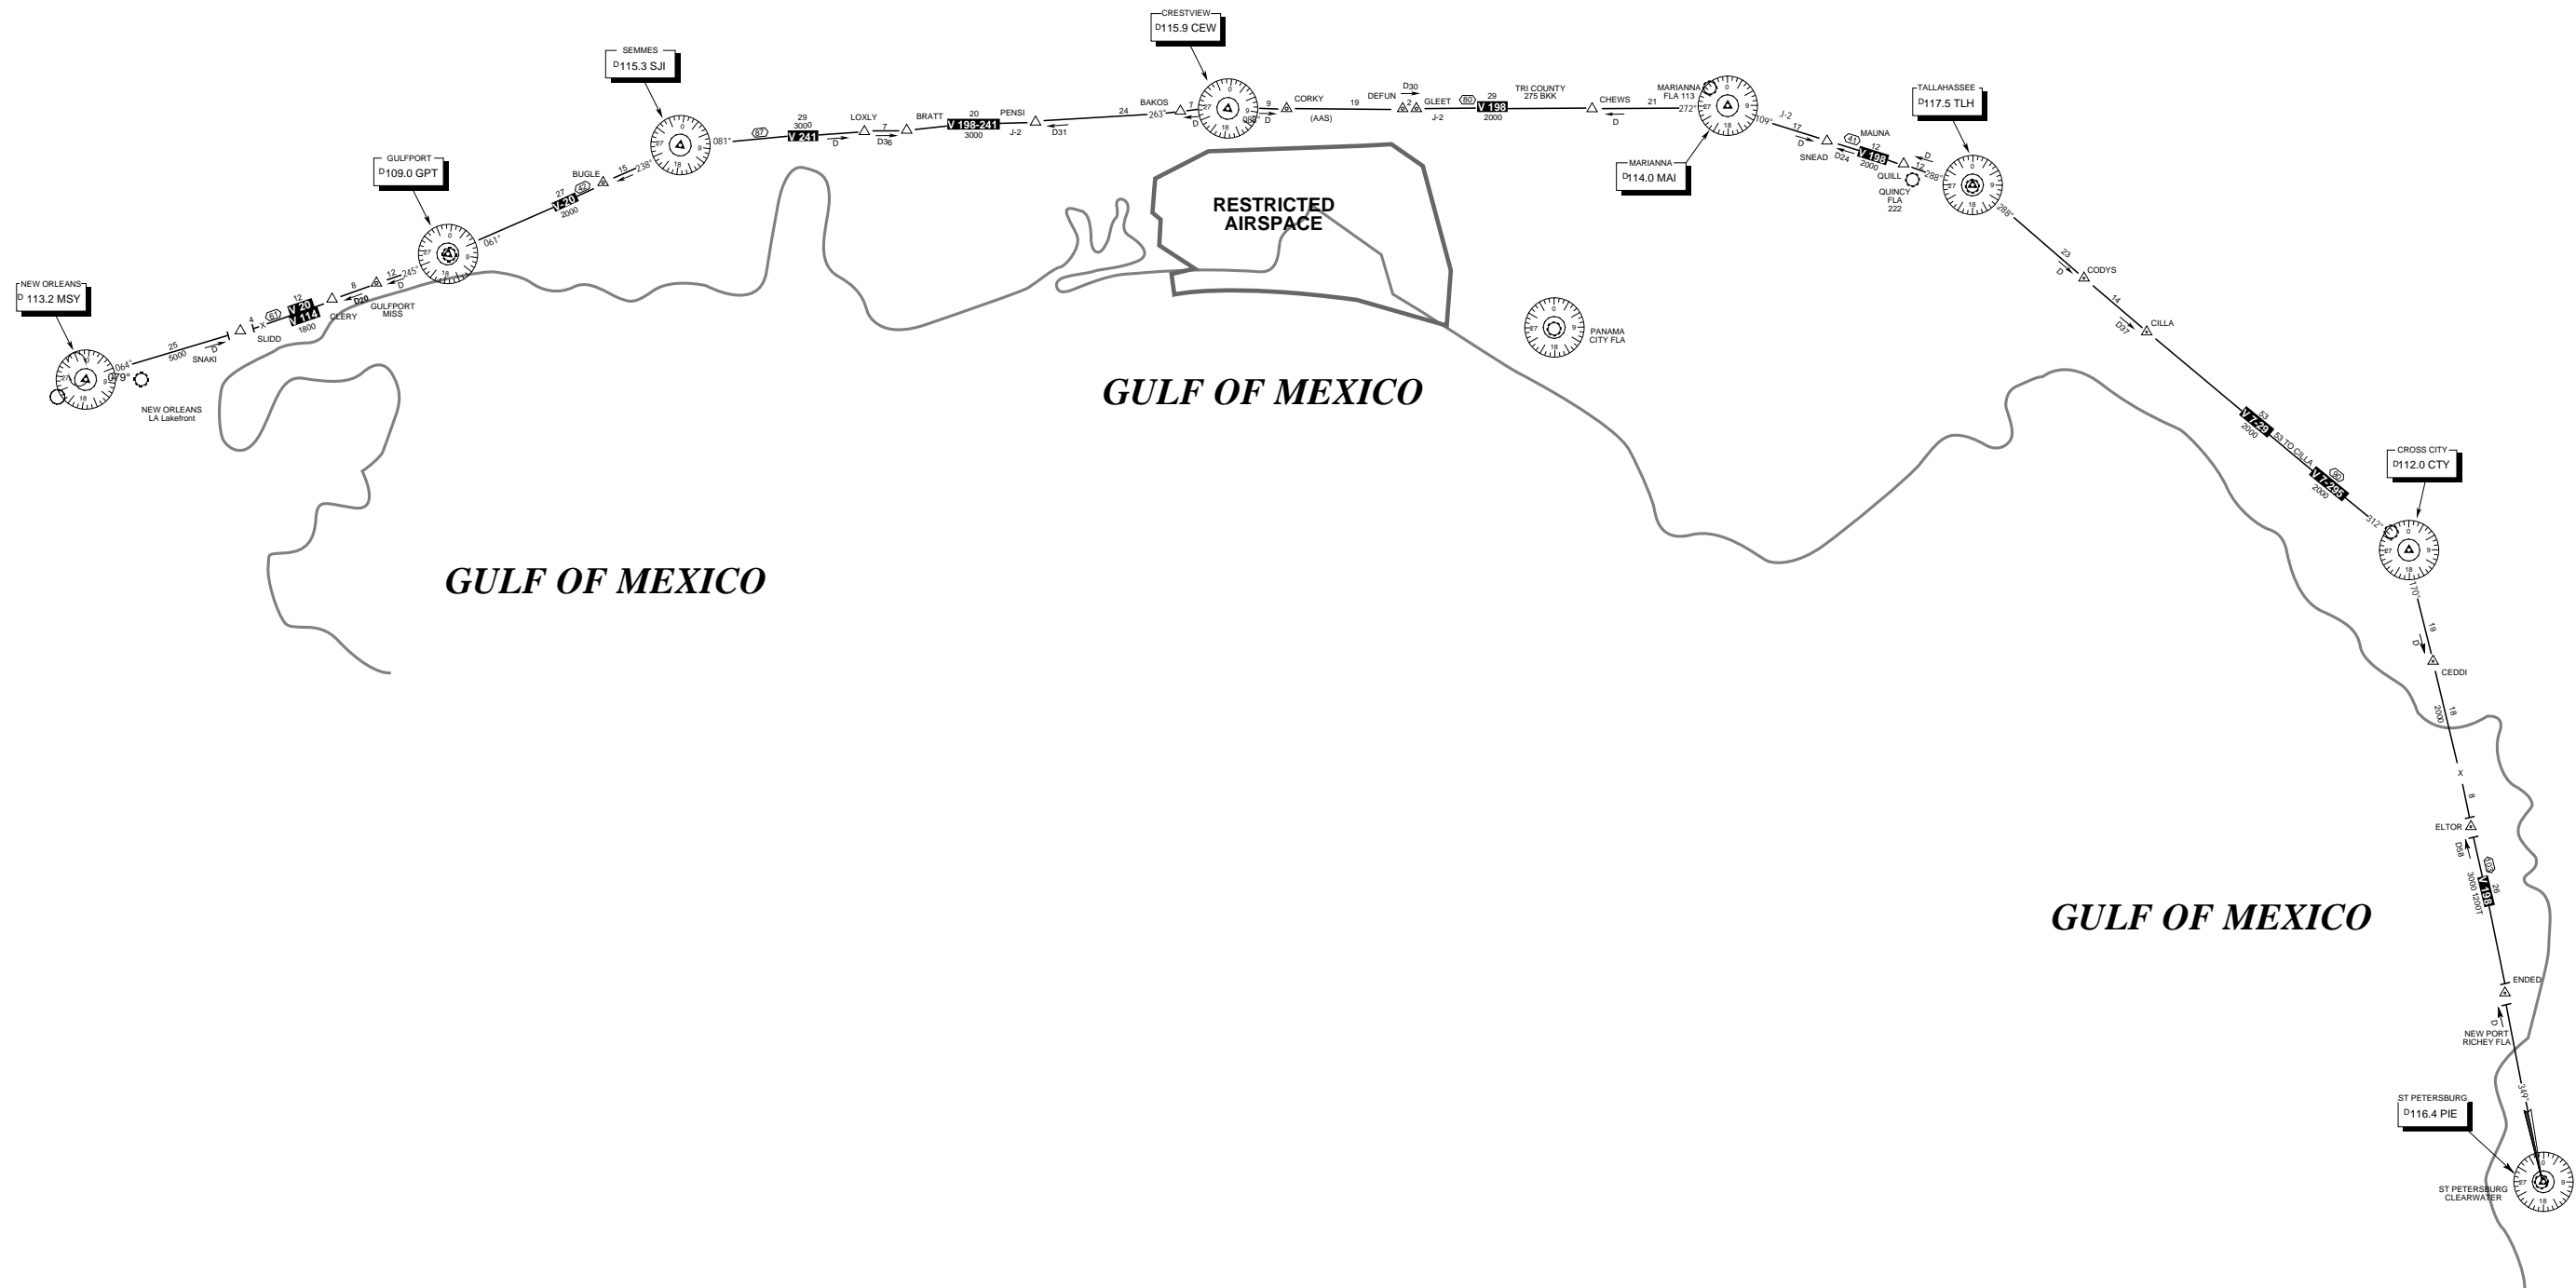 NEW ORLEANS
D 113.2 MSY
064°
079°
NEW ORLEANS
LA Lakefront
25
5000
SNAKI
D
4
X
SLIDD
61
12
V 20
V 114
1800
CLERY
8
D20
GULFPORT
MISS
12
D
245°
GULFPORT
D109.0 GPT
061°
27
42
V-20
2000
BUGLE
15
238°
SEMMES
D115.3 SJI
081°
87
29
3000
V 241
D
LOXLY
7
D36
BRATT
20
V 198-241
3000
PENSI
J-2
D31
24
263°
BAKOS
7
D
CRESTVIEW
D115.9 CEW
9
D
CORKY
(AAS)
19
DEFUN
D30
2
GLEET
J-2
80
29
V 198
2000
TRI COUNTY
275 BKK
CHEWS
D
21
272°
MARIANNA
FLA 113
MARIANNA
D114.0 MAI
109°
J-2
17
D
SNEAD
41
MAUNA
12
V 198
2000
D24
D
12
288°
QUILL
QUINCY
FLA
222
TALLAHASSEE
D117.5 TLH
288°
23
D
CODYS
14
D37
CILLA
53
V 7-29
2000
53 TO CILLA
90
V 7-295
2000
312°
CROSS CITY
D112.0 CTY
170°
19
D
CEDDI
18
2000
X
8
ELTOR
D58
103
26
V 198
3000 1200T
ENDED
D
NEW PORT
RICHEY FLA
349°
ST PETERSBURG
D116.4 PIE
ST PETERSBURG
CLEARWATER
RESTRICTED
AIRSPACE
PANAMA
CITY FLA
GULF OF MEXICO
GULF OF MEXICO
GULF OF MEXICO